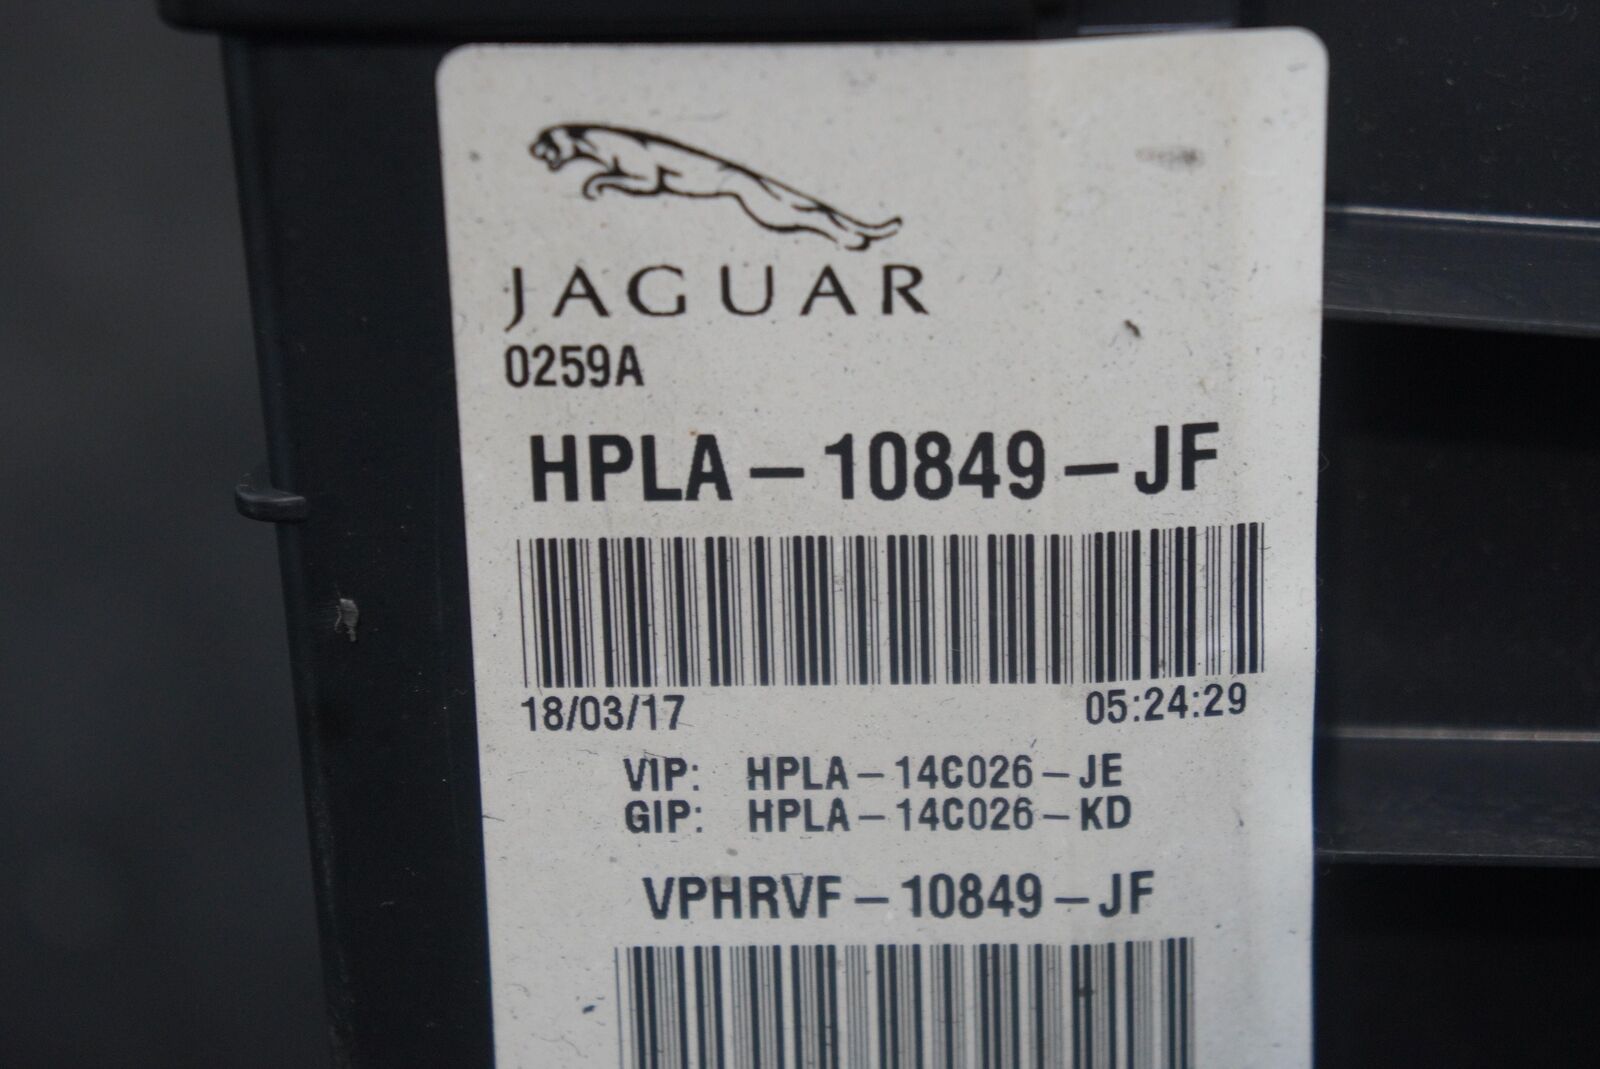 JAGUAR
0259A
HPLA-10849-JF
18/03/17 05:24:29
VIP: HPLA-14C026-JE
GIP: HPLA-14C026-KD
VPHRVF-10849-JF